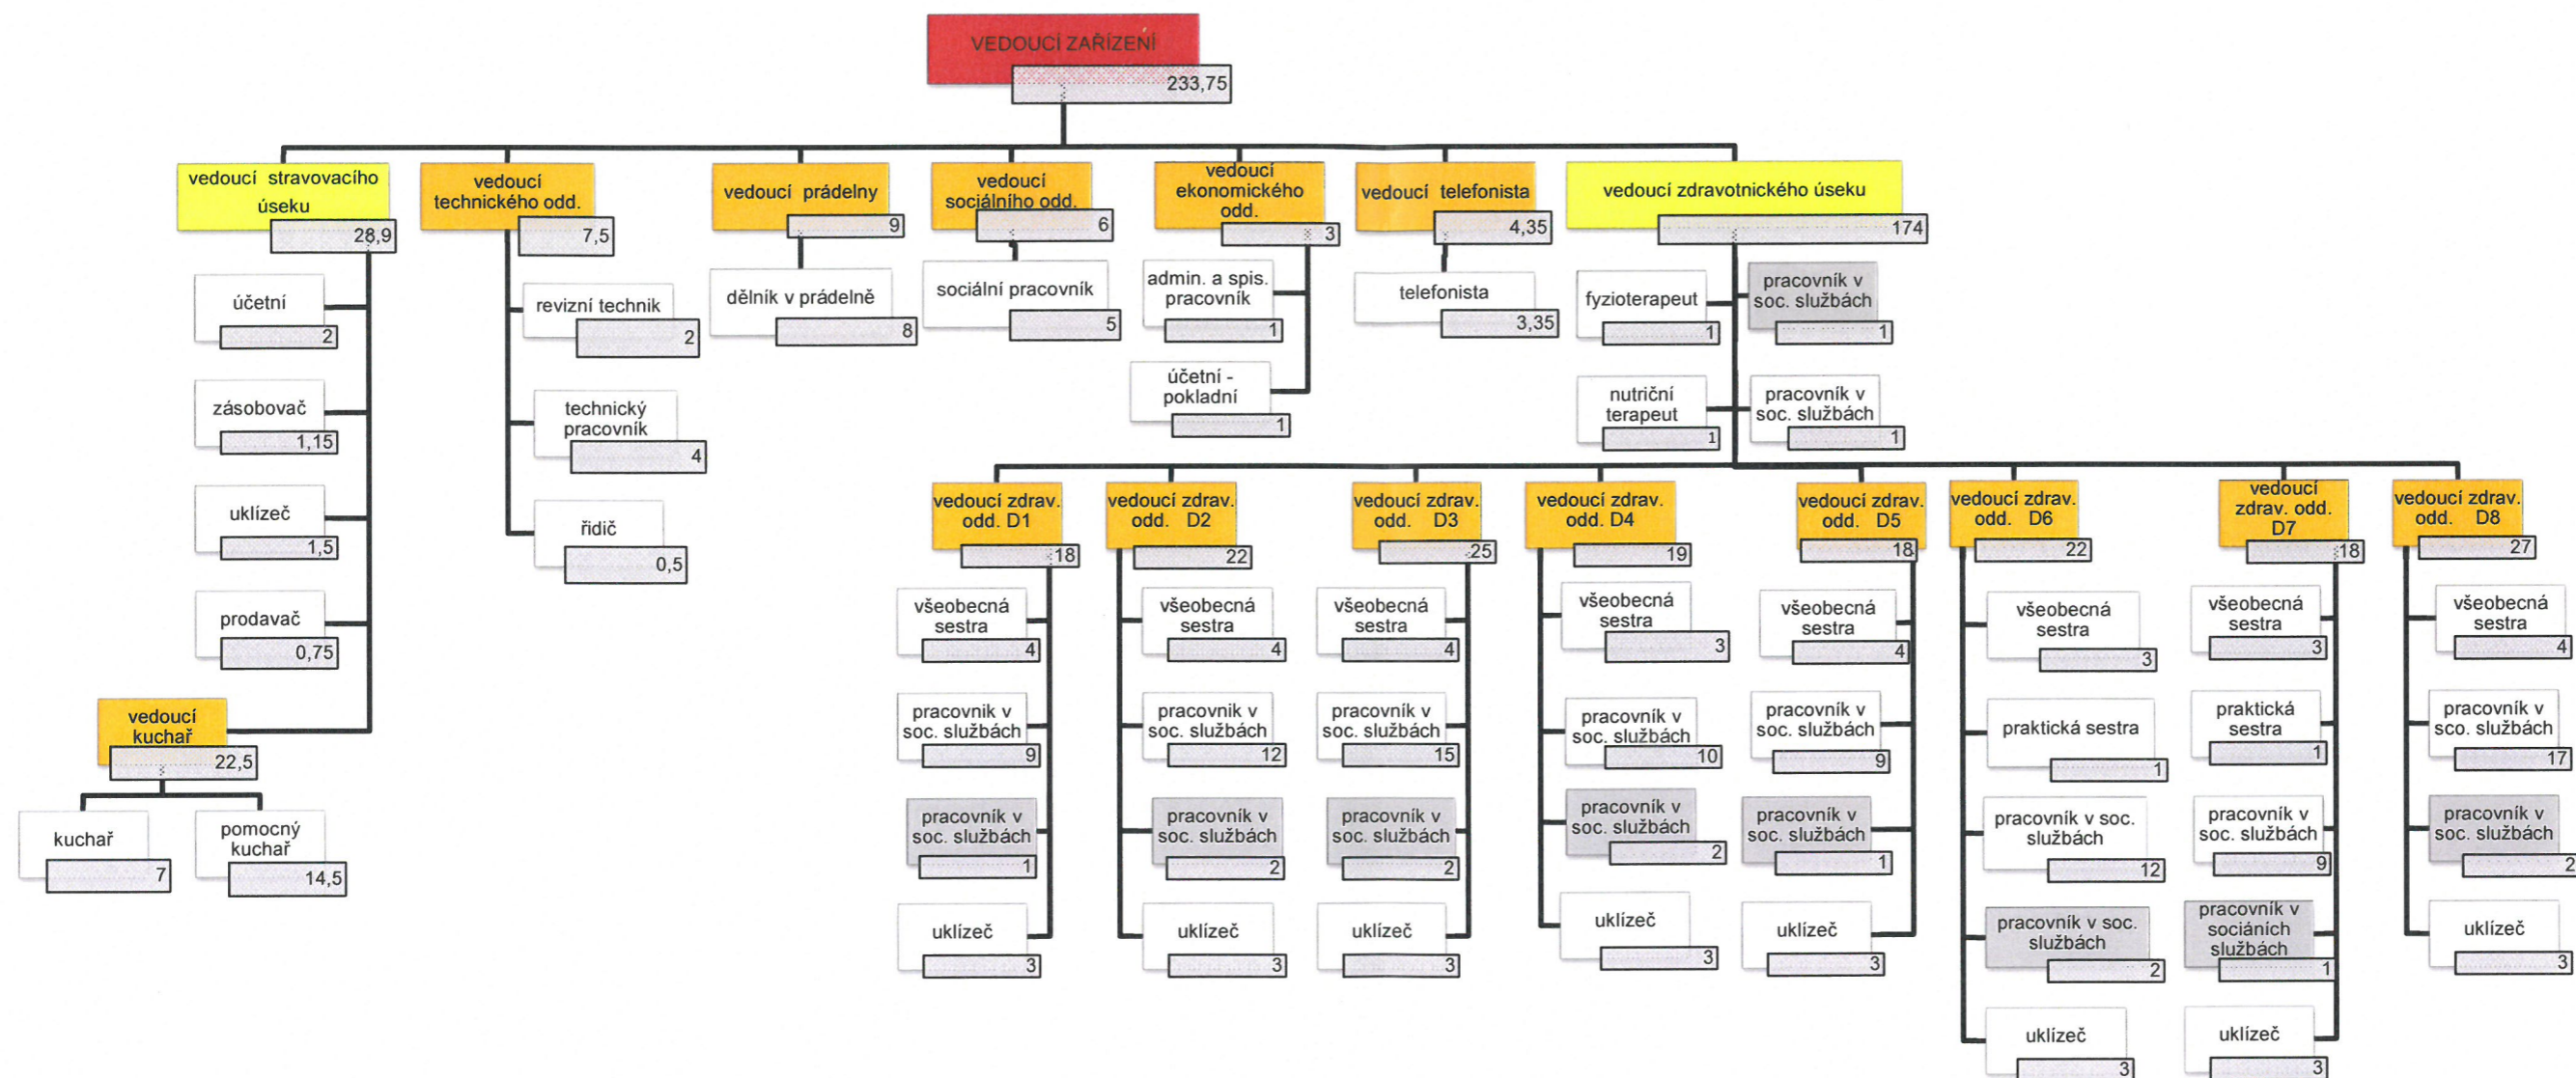 VEDOUCÍ ZAŘÍZENÍ
233,75
vedoucí stravovacího
úseku
28,9
vedoucí
technického odd.
7,5
vedoucí prádelny
9
vedoucí
sociálního odd.
6
vedoucí
ekonomického
odd.
3
vedoucí telefonista
4,35
vedoucí zdravotnického úseku
174
účetní
2
zásobovač
1,15
uklízeč
1,5
prodavač
0,75
vedoucí
kuchař
22,5
kuchař
7
pomocný
kuchař
14,5
revizní technik
2
technický
pracovník
4
řidič
0,5
dělník v prádelně
8
sociální pracovník
5
admin. a spis.
pracovník
1
účetní -
pokladní
1
telefonista
3,35
fyzioterapeut
1
pracovník v
soc. službách
1
nutriční
terapeut
1
pracovník v
soc. službách
1
vedoucí zdrav.
odd. D1
18
všeobecná
sestra
4
pracovnik v
soc. službách
9
pracovník v
soc. službách
1
uklízeč
3
vedoucí zdrav.
odd. D2
22
všeobecná
sestra
4
pracovnik v
soc. službách
12
pracovník v
soc. službách
2
uklízeč
3
vedoucí zdrav.
odd. D3
25
všeobecná
sestra
4
pracovník v
soc. službách
15
pracovník v
soc. službách
2
uklízeč
3
vedoucí zdrav.
odd. D4
19
všeobecná
sestra
3
pracovník v
soc. službách
10
pracovník v
soc. službách
2
uklízeč
3
vedoucí zdrav.
odd. D5
18
všeobecná
sestra
4
pracovník v
soc. službách
9
pracovník v
soc. službách
1
uklízeč
3
vedoucí zdrav.
odd. D6
22
všeobecná
sestra
3
praktická sestra
1
pracovník v soc.
službách
12
pracovník v soc.
službách
2
uklízeč
3
vedoucí
zdrav. odd.
D7
18
všeobecná
sestra
3
praktická
sestra
1
pracovník v
soc. službách
9
pracovník v
sociáních
službách
1
uklízeč
3
vedoucí zdrav.
odd. D8
27
všeobecná
sestra
4
pracovník v
sco. službách
17
pracovník v
soc. službách
2
uklízeč
3